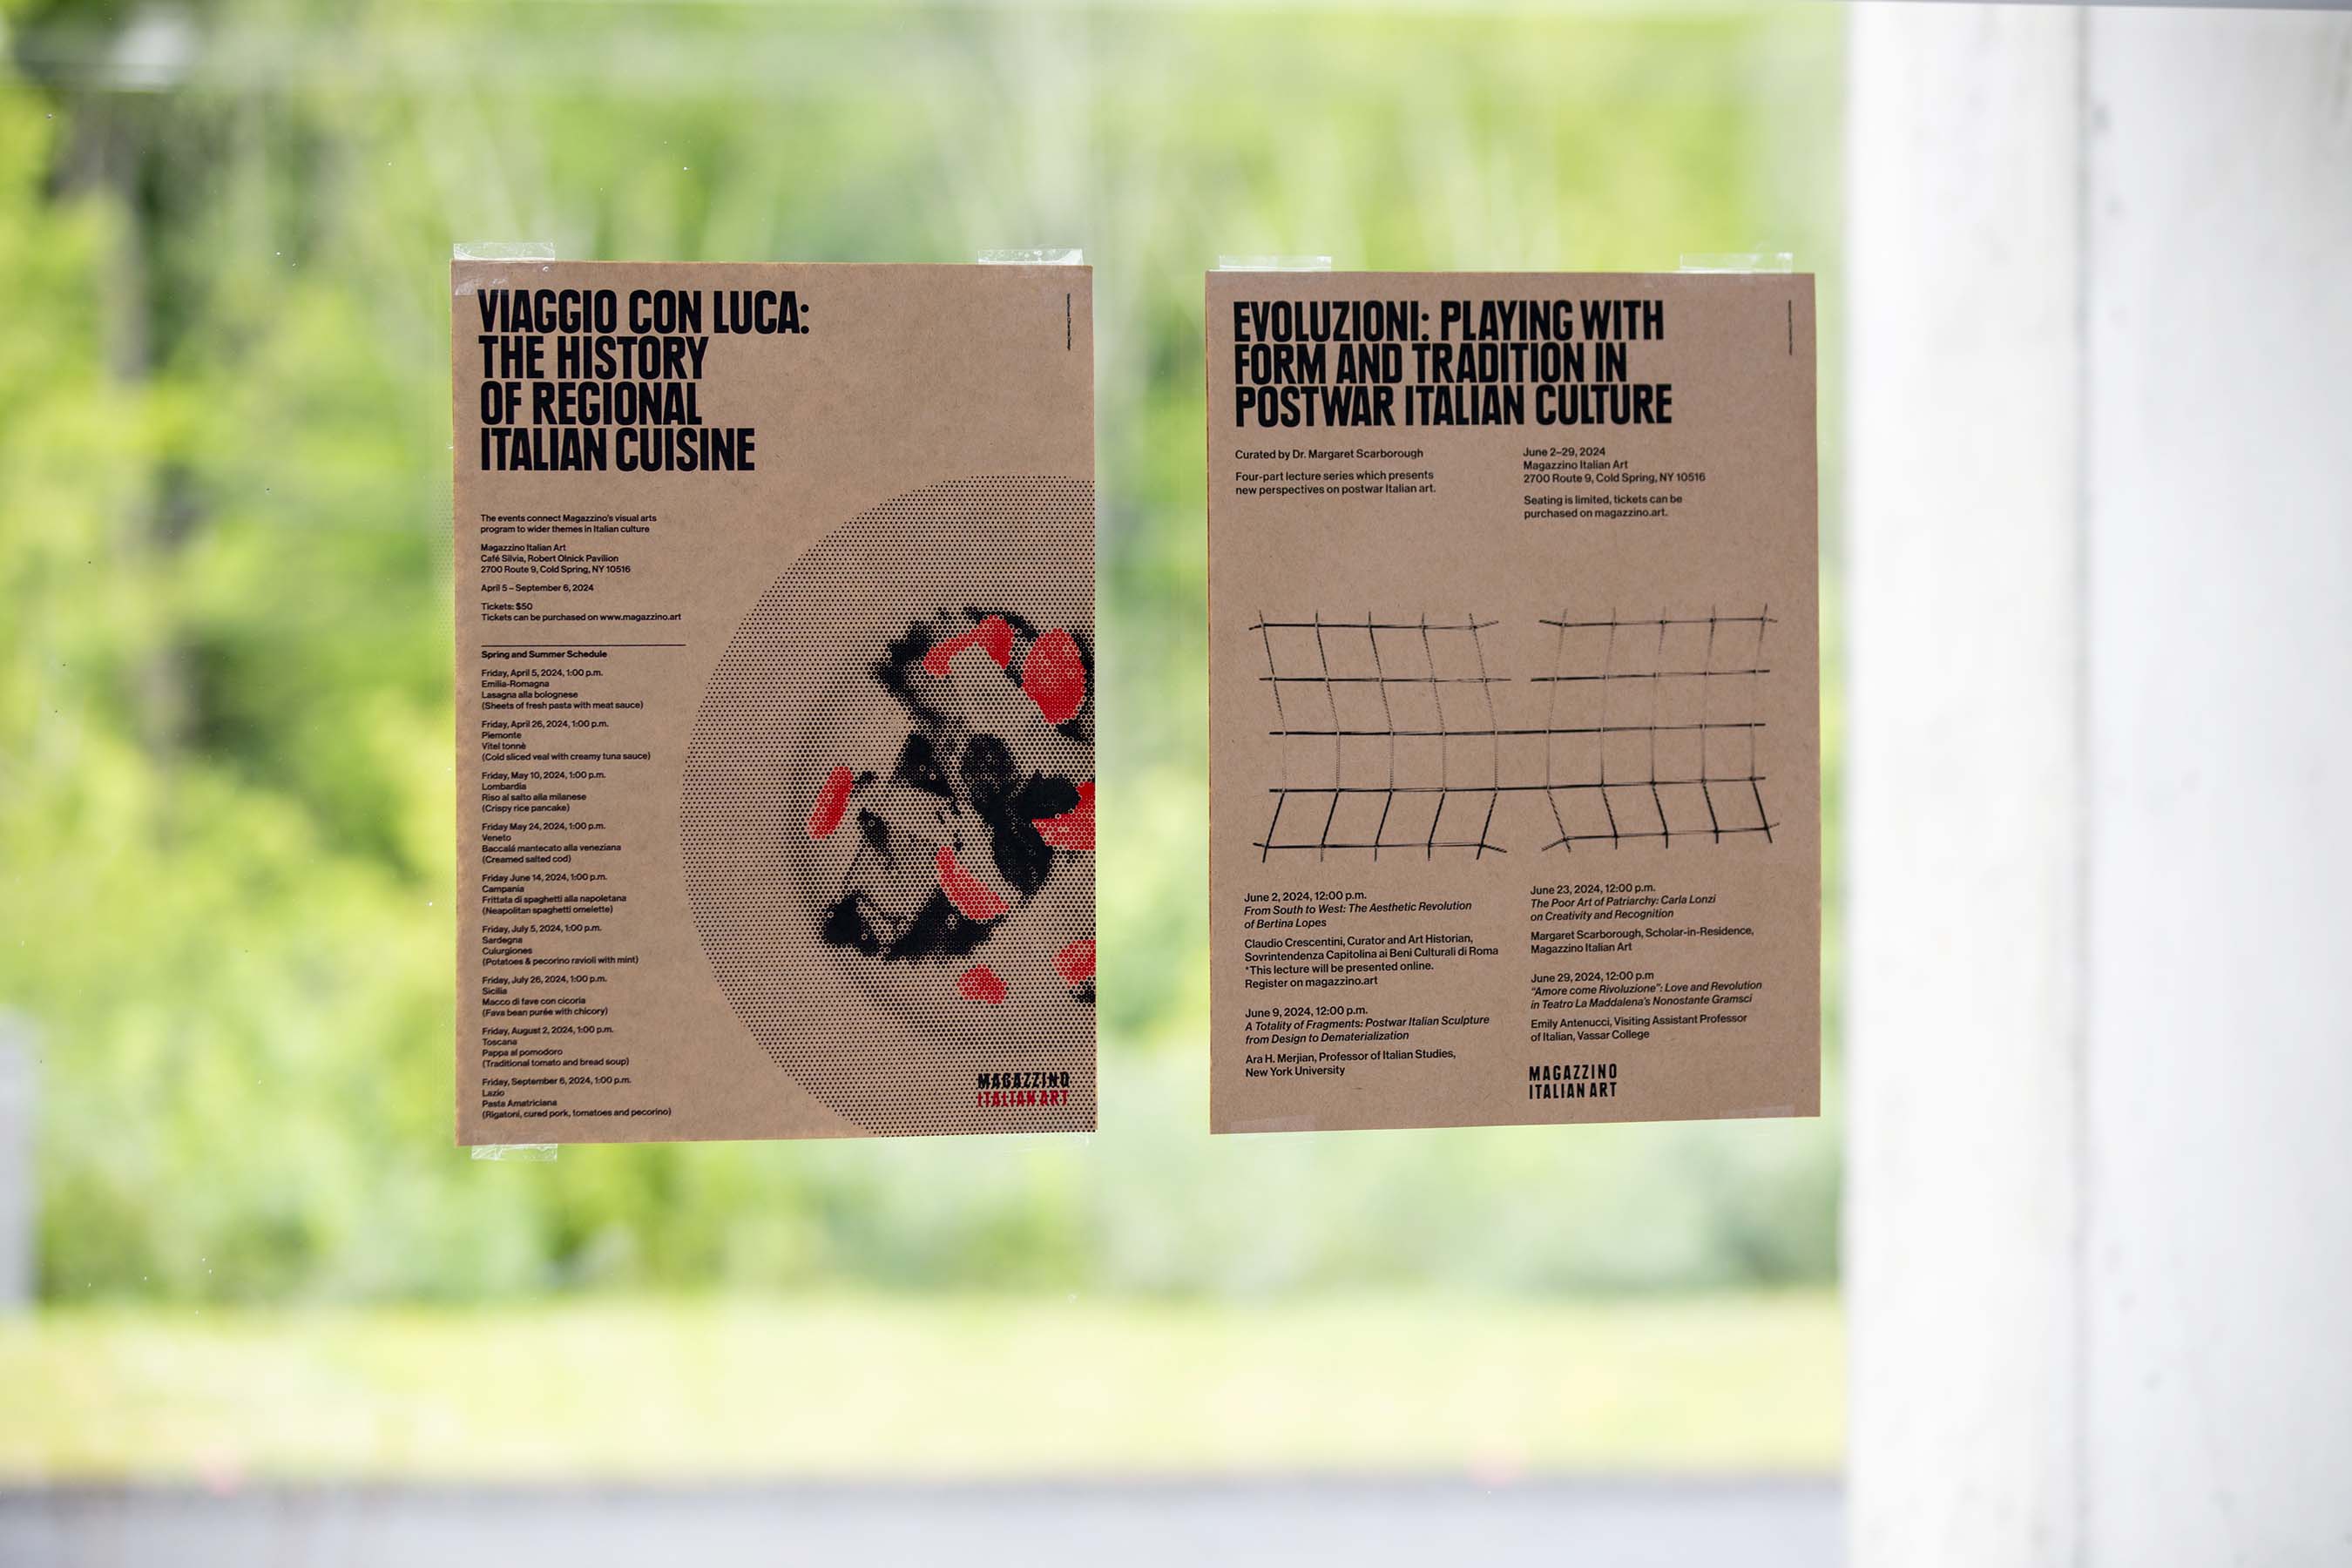 VIAGGIO CON LUCA:
THE HISTORY
OF REGIONAL
ITALIAN CUISINE
The events connect Magazzino's visual arts
program to wider themes in Italian culture
Magazzino Italian Art
Café Silvia, Robert Olnick Pavilion
2700 Route 9, Cold Spring, NY 10516
April 5 – September 6, 2024
Tickets: $50
Tickets can be purchased on www.magazzino.art
Spring and Summer Schedule
Friday, April 5, 2024, 1:00 p.m.
Emilia-Romagna
Lasagna alla bolognese
(Sheets of fresh pasta with meat sauce)
Friday, April 26, 2024, 1:00 p.m.
Piemonte
Vitel tonnè
(Cold sliced veal with creamy tuna sauce)
Friday, May 10, 2024, 1:00 p.m.
Lombardia
Riso al salto alla milanese
(Crispy rice pancake)
Friday May 24, 2024, 1:00 p.m.
Veneto
Baccalà mantecato alla veneziana
(Creamed salted cod)
Friday June 14, 2024, 1:00 p.m.
Campania
Frittata di spaghetti alla napoletana
(Neapolitan spaghetti omelette)
Friday, July 5, 2024, 1:00 p.m.
Sardegna
Culurgiones
(Potatoes & pecorino ravioli with mint)
Friday, July 26, 2024, 1:00 p.m.
Sicilia
Macco di fave con cicoria
(Fava bean purée with chicory)
Friday, August 2, 2024, 1:00 p.m.
Toscana
Pappa al pomodoro
(Traditional tomato and bread soup)
Friday, September 6, 2024, 1:00 p.m.
Lazio
Pasta Amatriciana
(Rigatoni, cured pork, tomatoes and pecorino)
MAGAZZINO
ITALIAN ART
EVOLUZIONI: PLAYING WITH
FORM AND TRADITION IN
POSTWAR ITALIAN CULTURE
Curated by Dr. Margaret Scarborough
Four-part lecture series which presents
new perspectives on postwar Italian art.
June 2–29, 2024
Magazzino Italian Art
2700 Route 9, Cold Spring, NY 10516
Seating is limited, tickets can be
purchased on magazzino.art.
June 2, 2024, 12:00 p.m.
From South to West: The Aesthetic Revolution
of Bertina Lopes
Claudio Crescentini, Curator and Art Historian,
Sovrintendenza Capitolina ai Beni Culturali di Roma
*This lecture will be presented online.
Register on magazzino.art
June 9, 2024, 12:00 p.m.
A Totality of Fragments: Postwar Italian Sculpture
from Design to Dematerialization
Ara H. Merjian, Professor of Italian Studies,
New York University
June 23, 2024, 12:00 p.m.
The Poor Art of Patriarchy: Carla Lonzi
on Creativity and Recognition
Margaret Scarborough, Scholar-in-Residence,
Magazzino Italian Art
June 29, 2024, 12:00 p.m
"Amore come Rivoluzione": Love and Revolution
in Teatro La Maddalena's Nonostante Gramsci
Emily Antenucci, Visiting Assistant Professor
of Italian, Vassar College
MAGAZZINO
ITALIAN ART